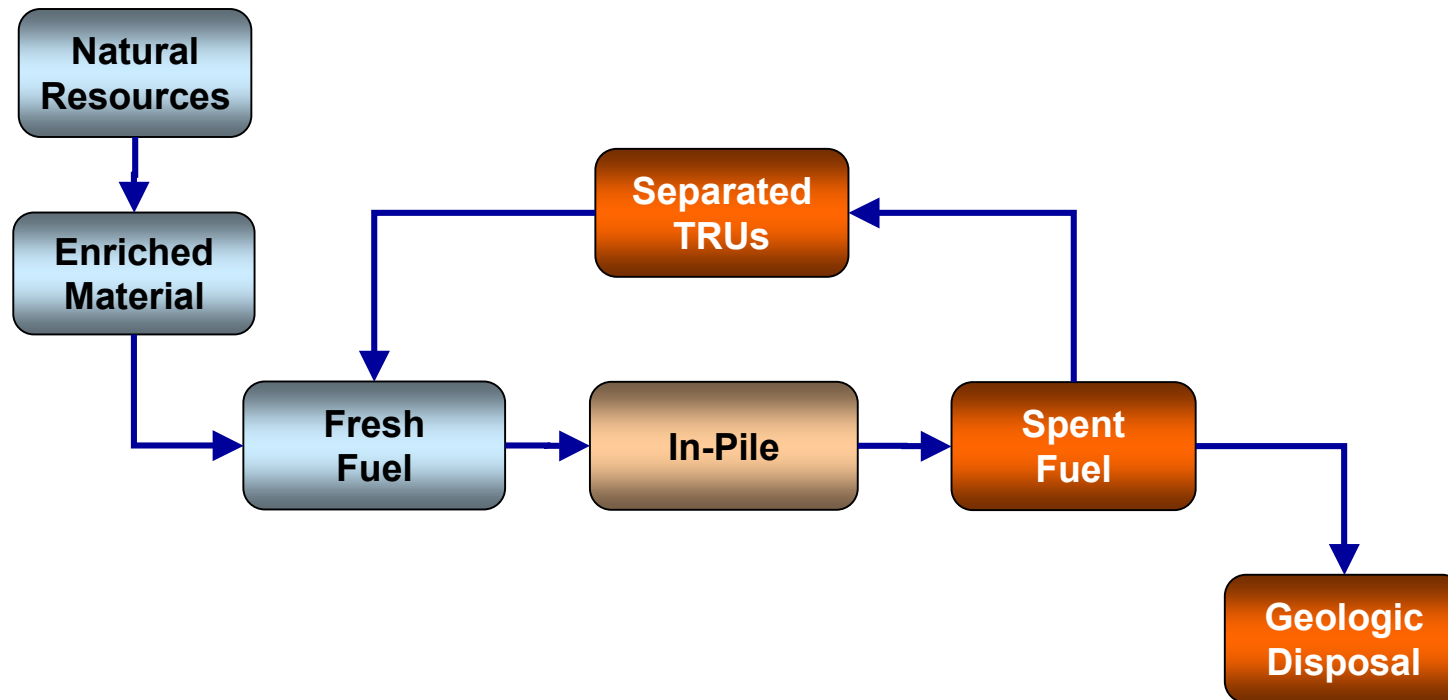 Natural
Resources
Separated
TRUs
Enriched
Material
Fresh
Fuel
In-Pile
Spent
Fuel
Geologic
Disposal